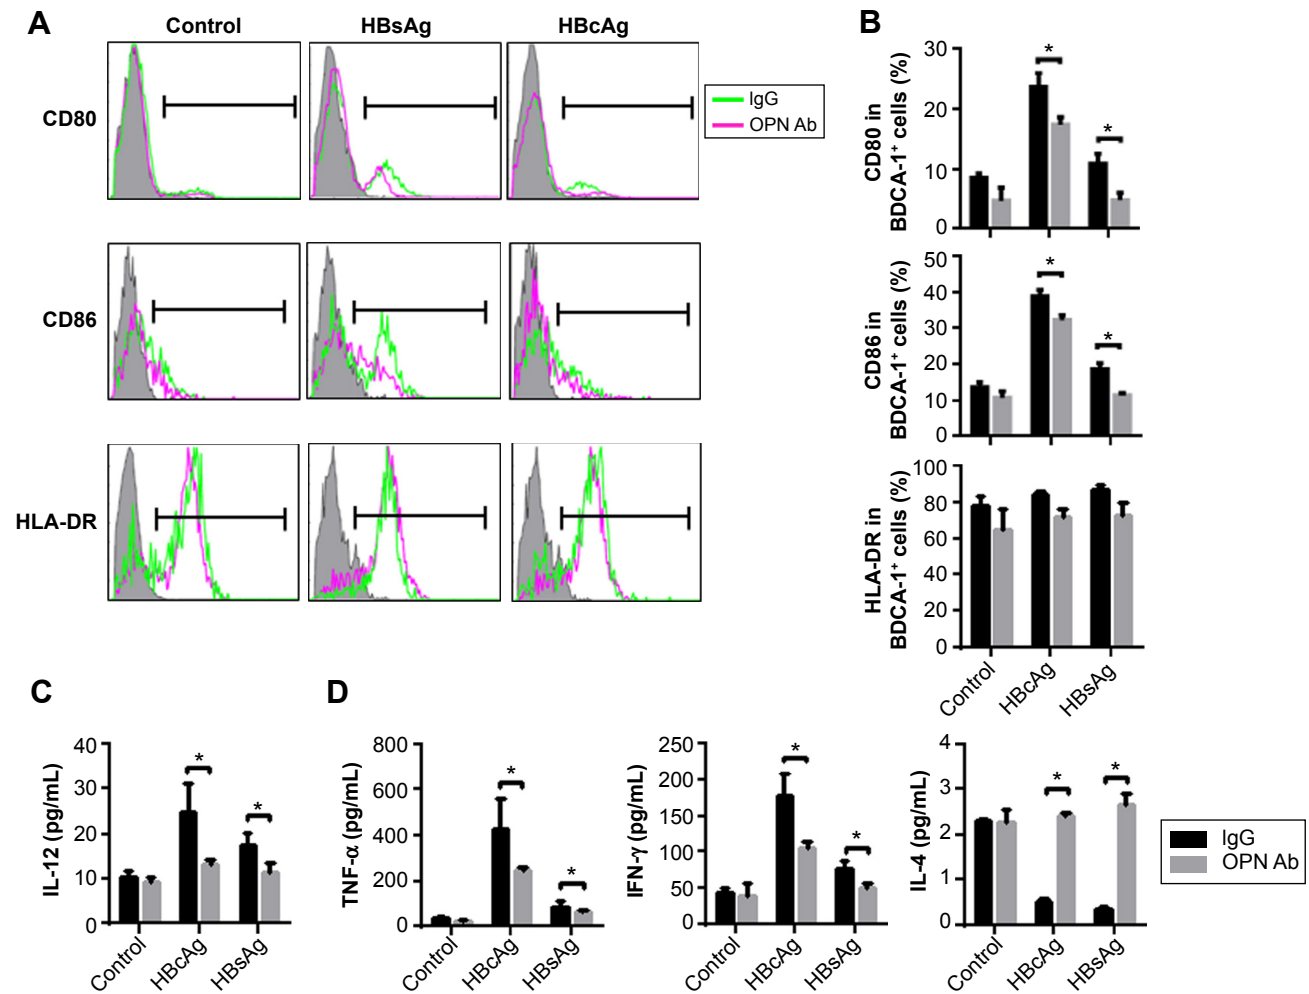 A
Control
HBsAg
HBcAg
CD80
CD86
HLA-DR
IgG
OPN Ab
B
CD80 in
BDCA-1⁺ cells (%)
30
20
10
0
*
*
CD86 in
BDCA-1⁺ cells (%)
50
40
30
20
10
0
*
*
HLA-DR in
BDCA-1⁺ cells (%)
100
80
60
40
20
0
Control
HBcAg
HBsAg
C
IL-12 (pg/mL)
40
30
20
10
0
*
*
Control
HBcAg
HBsAg
D
TNF-α (pg/mL)
800
600
400
200
0
*
*
Control
HBcAg
HBsAg
IFN-γ (pg/mL)
250
200
150
100
50
0
*
*
Control
HBcAg
HBsAg
IL-4 (pg/mL)
4
3
2
1
0
*
*
Control
HBcAg
HBsAg
IgG
OPN Ab